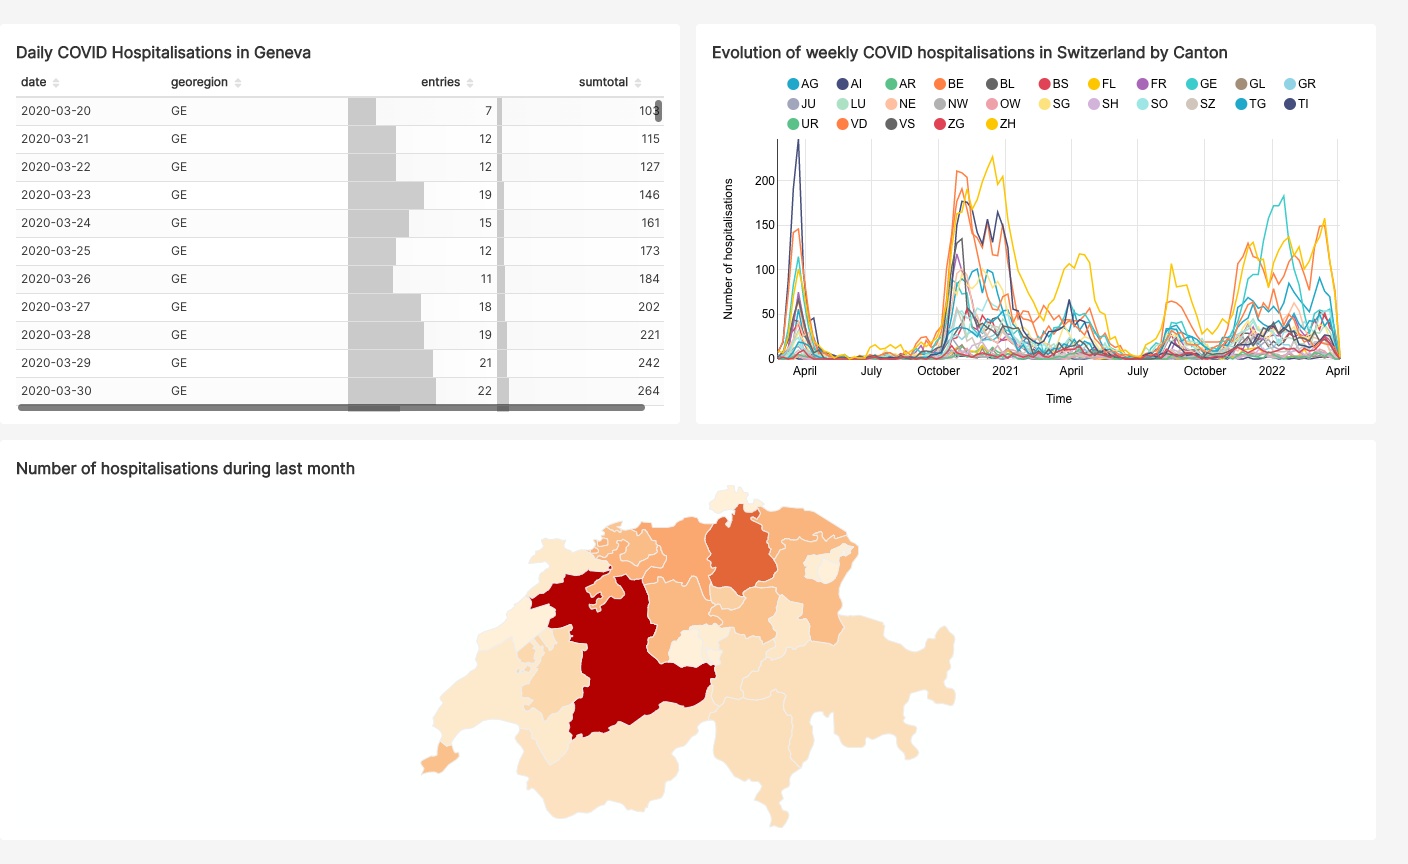 Daily COVID Hospitalisations in Geneva
date georegion entries sumtotal
2020-03-20 GE 7 103
2020-03-21 GE 12 115
2020-03-22 GE 12 127
2020-03-23 GE 19 146
2020-03-24 GE 15 161
2020-03-25 GE 12 173
2020-03-26 GE 11 184
2020-03-27 GE 18 202
2020-03-28 GE 19 221
2020-03-29 GE 21 242
2020-03-30 GE 22 264
Evolution of weekly COVID hospitalisations in Switzerland by Canton
AG AI AR BE BL BS FL FR GE GL GR
JU LU NE NW OW SG SH SO SZ TG TI
UR VD VS ZG ZH
Number of hospitalisations
200
150
100
50
0
April July October 2021 April July October 2022 April
Time
Number of hospitalisations during last month